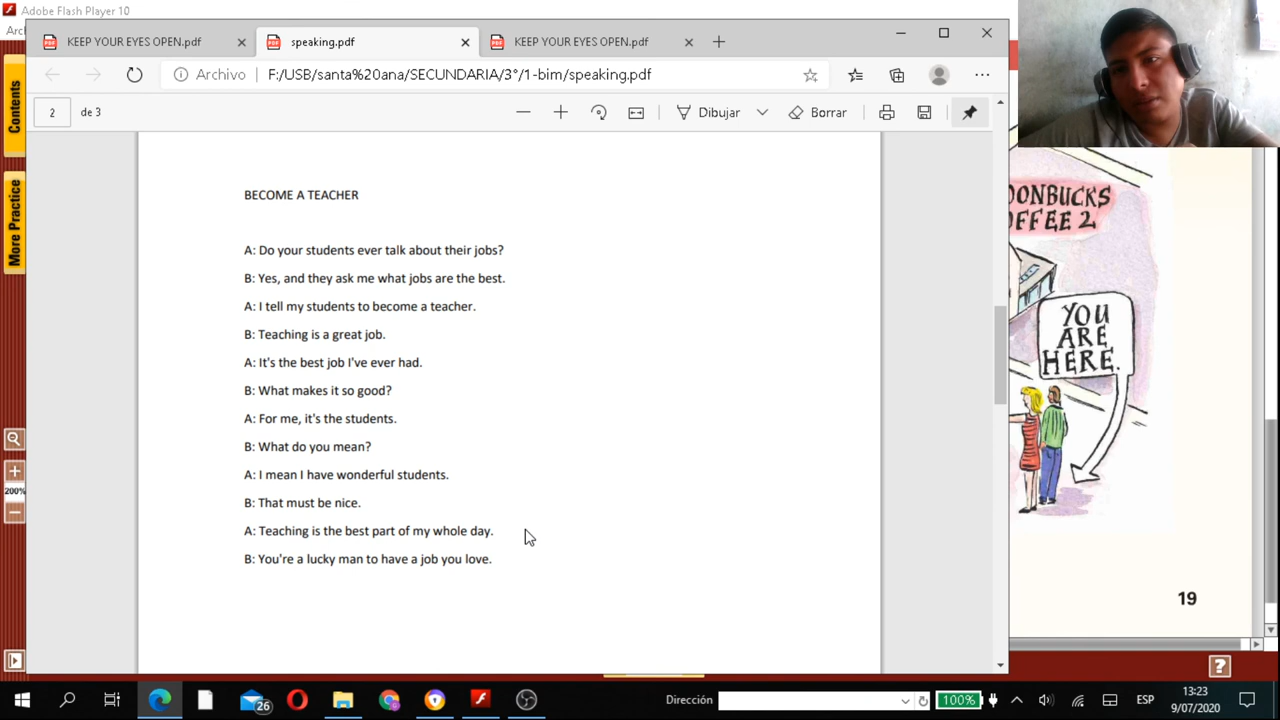 Adobe Flash Player 10
Arc
KEEP YOUR EYES OPEN.pdf
speaking.pdf
KEEP YOUR EYES OPEN.pdf
Archivo
F:/USB/santa%20ana/SECUNDARIA/3°/1-bim/speaking.pdf
2
de 3
Dibujar
Borrar
Contents
More Practice
200%
BECOME A TEACHER
A: Do your students ever talk about their jobs?
B: Yes, and they ask me what jobs are the best.
A: I tell my students to become a teacher.
B: Teaching is a great job.
A: It's the best job I've ever had.
B: What makes it so good?
A: For me, it's the students.
B: What do you mean?
A: I mean I have wonderful students.
B: That must be nice.
A: Teaching is the best part of my whole day.
B: You're a lucky man to have a job you love.
OONBUCKS
OFFEE 2
YOU
ARE
HERE.
19
26
Dirección
100%
ESP
13:23
9/07/2020